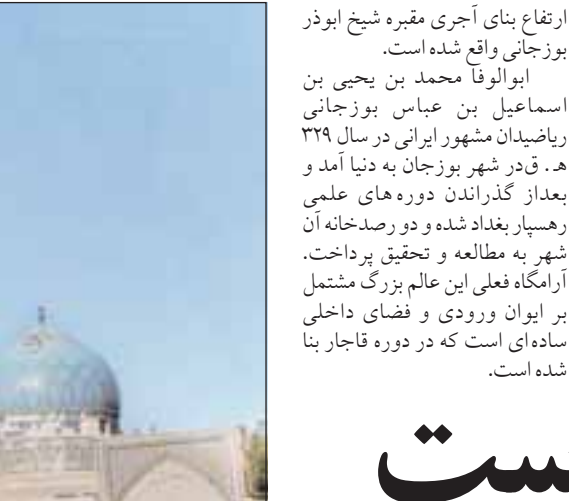 ارتفاع بنای آجری مقبره شیخ ابوذر
بوزجانی واقع شده است.
ابوالوفا محمد بن یحیی بن
اسماعیل بن عباس بوزجانی
ریاضیدان مشهور ایرانی در سال ۳۲۹
هـ . ق در شهر بوزجان به دنیا آمد و
بعداز گذراندن دوره های علمی
رهسپار بغداد شده و دو رصدخانه آن
شهر به مطالعه و تحقیق پرداخت.
آرامگاه فعلی این عالم بزرگ مشتمل
بر ایوان ورودی و فضای داخلی
ساده‌ای است که در دوره قاجار بنا
شده است.